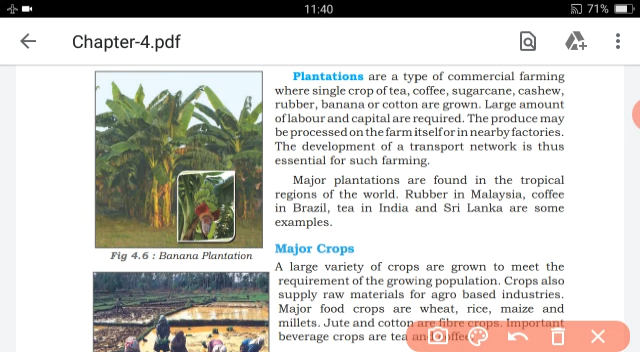 11:40
71%
Chapter-4.pdf
Plantations are a type of commercial farming
where single crop of tea, coffee, sugarcane, cashew,
rubber, banana or cotton are grown. Large amount
of labour and capital are required. The produce may
be processed on the farm itself or in nearby factories.
The development of a transport network is thus
essential for such farming.
Major plantations are found in the tropical
regions of the world. Rubber in Malaysia, coffee
in Brazil, tea in India and Sri Lanka are some
examples.
Fig 4.6 : Banana Plantation
Major Crops
A large variety of crops are grown to meet the
requirement of the growing population. Crops also
supply raw materials for agro based industries.
Major food crops are wheat, rice, maize and
millets. Jute and cotton are fibre crops. Important
beverage crops are tea and coffee.